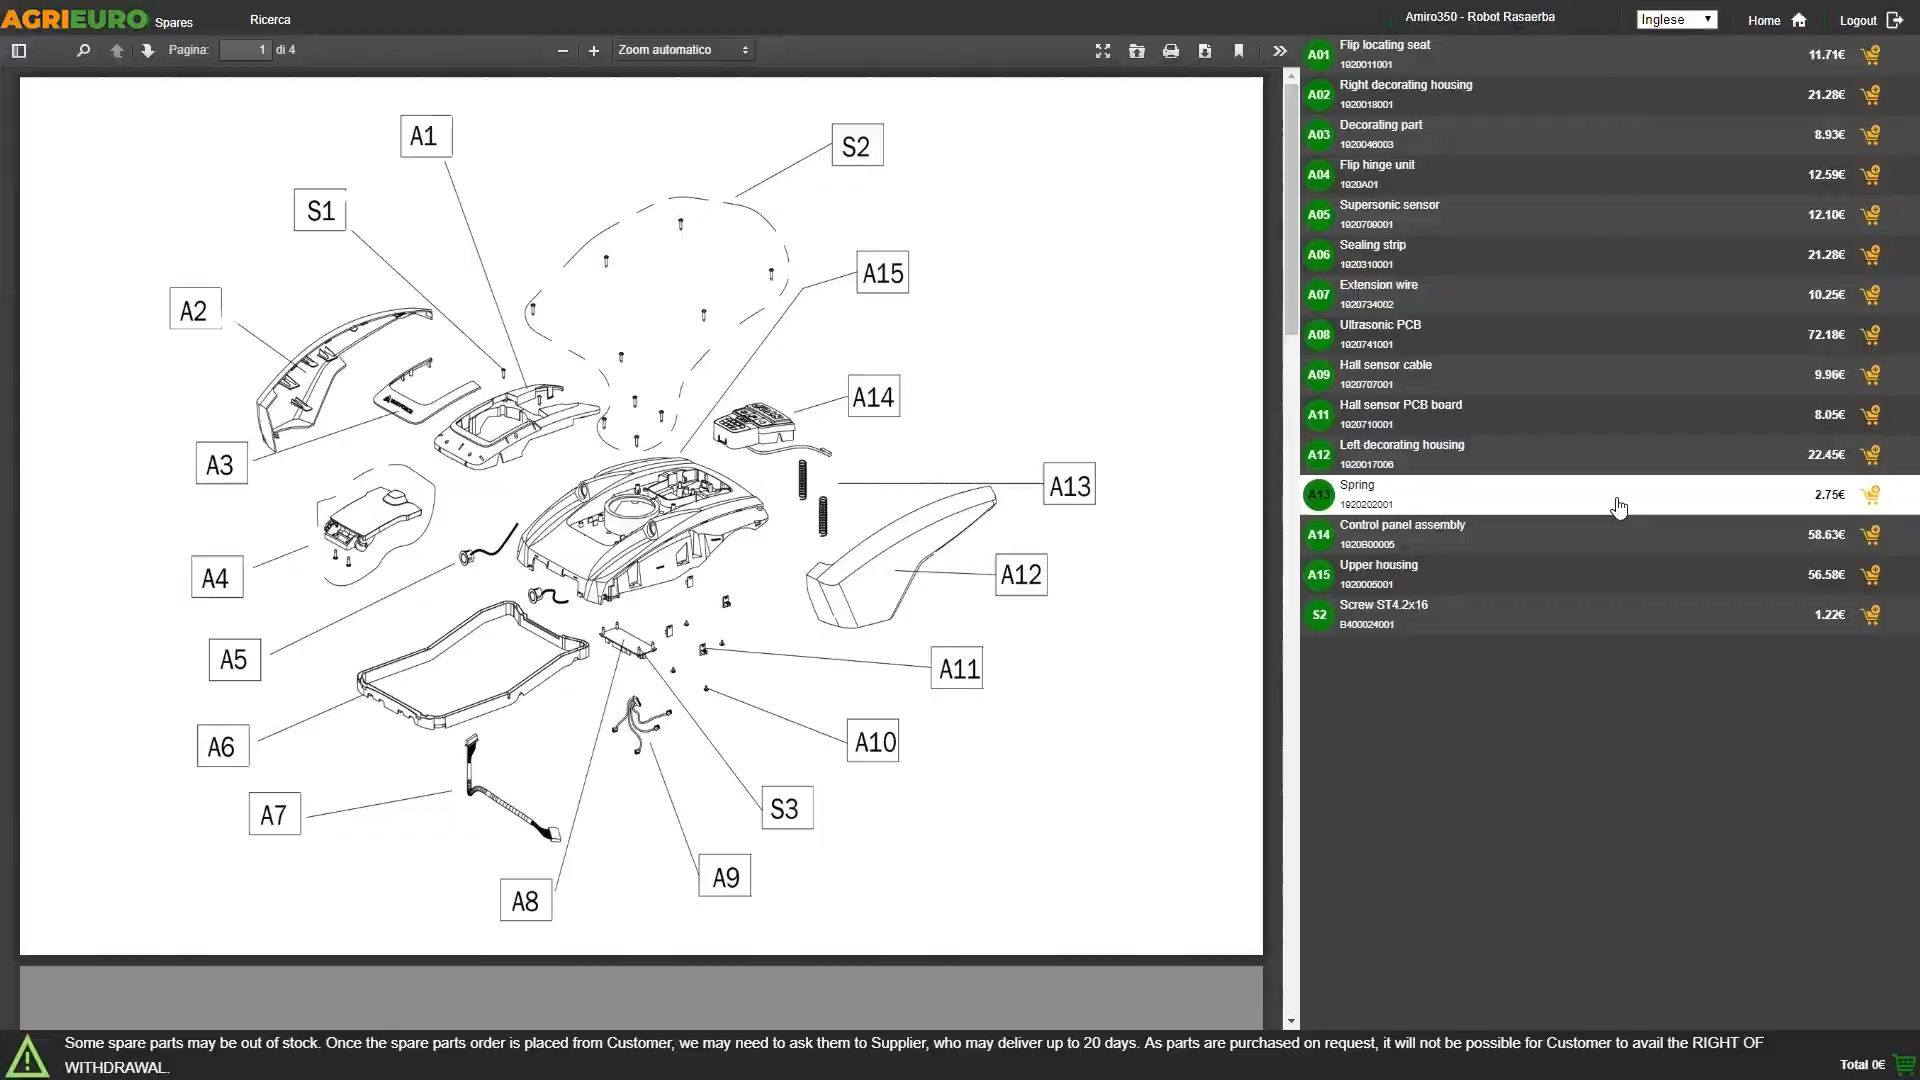 AGRIEURO Spares
Ricerca
Amiro350 - Robot Rasaerba
Inglese
Home
Logout
Pagina: 1 di 4
Zoom automatico
A1
S2
S1
A15
A2
A14
A3
A13
A4
A12
A5
A11
A6
A10
A7
S3
A9
A8
A01 Flip locating seat 11.71€
1920011001
A02 Right decorating housing 21.28€
1920018001
A03 Decorating part 8.93€
1920046003
A04 Flip hinge unit 12.59€
1920A01
A05 Supersonic sensor 12.10€
1920709001
A06 Sealing strip 21.28€
1920310001
A07 Extension wire 10.25€
1920734002
A08 Ultrasonic PCB 72.18€
1920741001
A09 Hall sensor cable 9.96€
1920707001
A11 Hall sensor PCB board 8.05€
1920710001
A12 Left decorating housing 22.45€
1920017006
A13 Spring 2.75€
1920202001
A14 Control panel assembly 58.63€
1920B00005
A15 Upper housing 56.58€
1920005001
S2 Screw ST4.2x16 1.22€
B400024001
Some spare parts may be out of stock. Once the spare parts order is placed from Customer, we may need to ask them to Supplier, who may deliver up to 20 days. As parts are purchased on request, it will not be possible for Customer to avail the RIGHT OF
WITHDRAWAL.
Total 0€